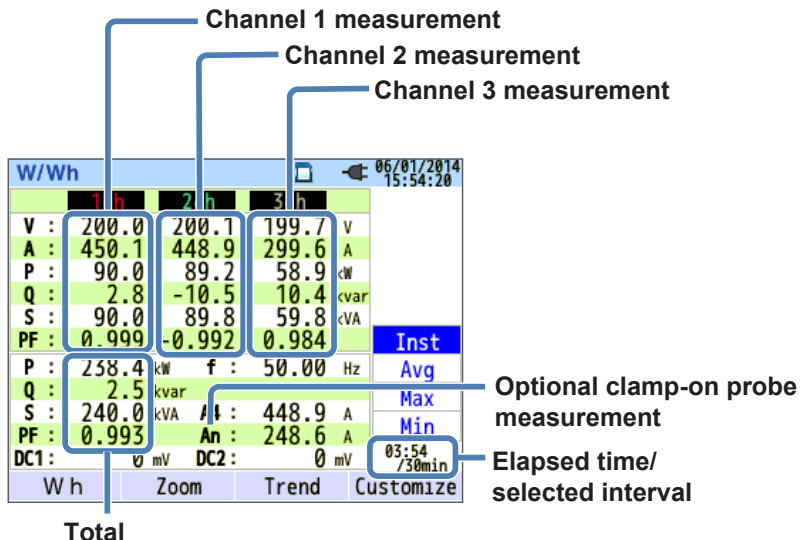 Channel 1 measurement
Channel 2 measurement
Channel 3 measurement
W/Wh 06/01/2014
15:54:20
V : 200.0 200.1 199.7 V
A : 450.1 448.9 299.6 A
P : 90.0 89.2 58.9 kW
Q : 2.8 -10.5 10.4 kvar
S : 90.0 89.8 59.8 kVA
PF : 0.999 -0.992 0.984 Inst
P : 238.4 kW f : 50.00 Hz Avg
Q : 2.5 kvar Max
S : 240.0 kVA A4 : 448.9 A
PF : 0.993 An : 248.6 A Min
DC1 : 0 mV DC2 : 0 mV 03:54
/30min
Wh Zoom Trend Customize
Optional clamp-on probe
measurement
Elapsed time/
selected interval
Total